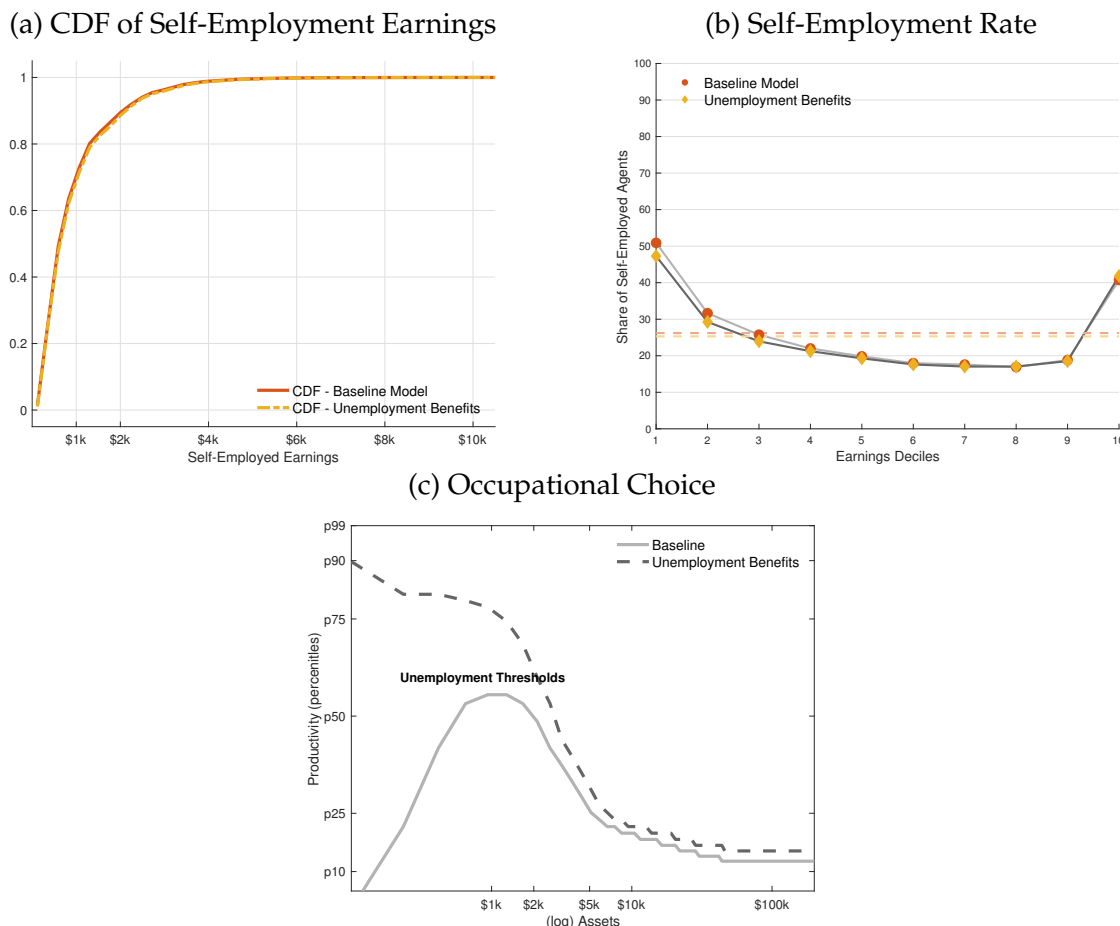 (a) CDF of Self-Employment Earnings
1
0.8
0.6
0.4
0.2
0
CDF - Baseline Model
CDF - Unemployment Benefits
$1k $2k $4k $6k $8k $10k
Self-Employed Earnings
(b) Self-Employment Rate
Share of Self-Employed Agents
100
90
80
70
60
50
40
30
20
10
0
Baseline Model
Unemployment Benefits
1 2 3 4 5 6 7 8 9 10
Earnings Deciles
(c) Occupational Choice
Productivity (percenitles)
p99
p90
p75
p50
p25
p10
Baseline
Unemployment Benefits
Unemployment Thresholds
$1k $2k $5k $10k $100k
(log) Assets